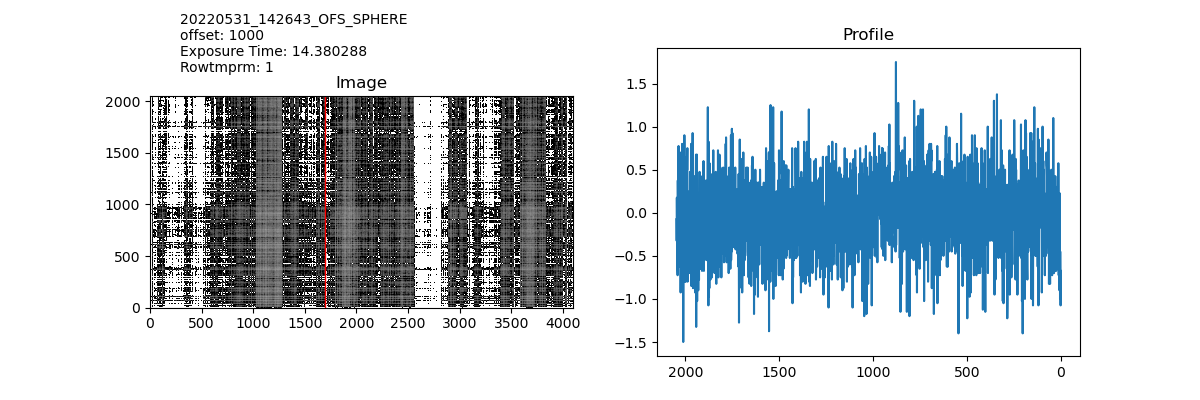 20220531_142643_OFS_SPHERE
offset: 1000
Exposure Time: 14.380288
Rowtmprm: 1
Image
2000
1500
1000
500
0
0 500 1000 1500 2000 2500 3000 3500 4000
Profile
1.5
1.0
0.5
0.0
−0.5
−1.0
−1.5
2000 1500 1000 500 0